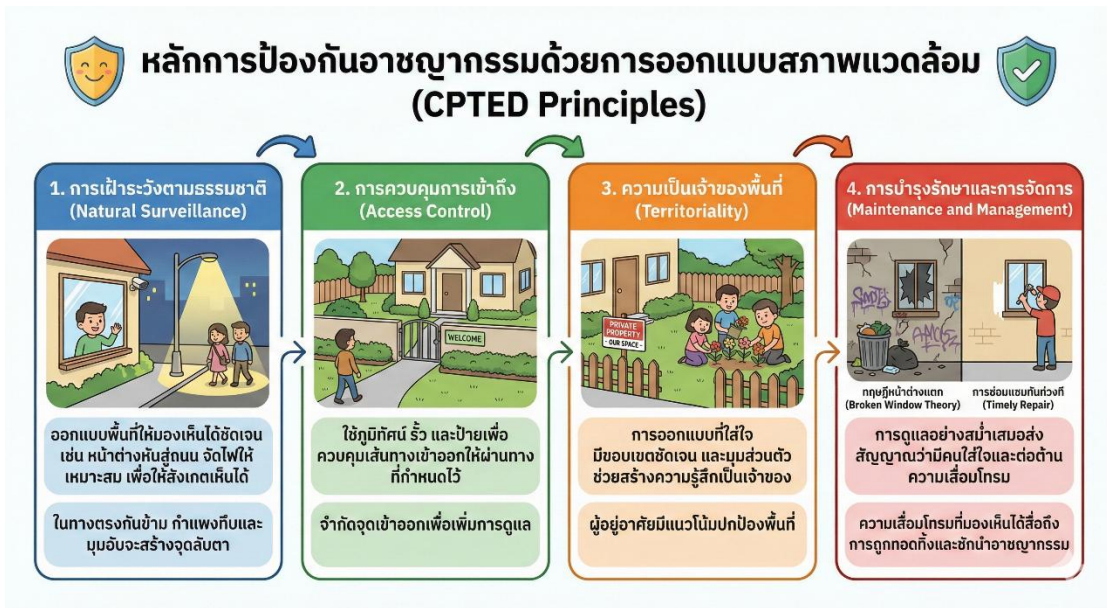 หลักการป้องกันอาชญากรรมด้วยการออกแบบสภาพแวดล้อม
(CPTED Principles)
1. การเฝ้าระวังตามธรรมชาติ
(Natural Surveillance)
ออกแบบพื้นที่ให้มองเห็นได้ชัดเจน
เช่น หน้าต่างหันสู่ถนน จัดไฟให้
เหมาะสม เพื่อให้สังเกตเห็นได้
ในทางตรงกันข้าม กำแพงทึบและ
มุมอับจะสร้างจุดลับตา
2. การควบคุมการเข้าถึง
(Access Control)
WELCOME
ใช้ภูมิทัศน์ รั้ว และป้ายเพื่อ
ควบคุมเส้นทางเข้าออกให้ผ่านทาง
ที่กำหนดไว้
จำกัดจุดเข้าออกเพื่อเพิ่มการดูแล
3. ความเป็นเจ้าของพื้นที่
(Territoriality)
PRIVATE
PROPERTY
- OUR SPACE -
การออกแบบที่ใส่ใจ
มีขอบเขตชัดเจน และมุมส่วนตัว
ช่วยสร้างความรู้สึกเป็นเจ้าของ
ผู้อยู่อาศัยมีแนวโน้มปกป้องพื้นที่
4. การบำรุงรักษาและการจัดการ
(Maintenance and Management)
ทฤษฎีหน้าต่างแตก
(Broken Window Theory)
การซ่อมแซมทันท่วงที
(Timely Repair)
การดูแลอย่างสม่ำเสมอส่ง
สัญญาณว่ามีคนใส่ใจและต่อต้าน
ความเสื่อมโทรม
ความเสื่อมโทรมที่มองเห็นได้สื่อถึง
การถูกทอดทิ้งและชักนำอาชญากรรม